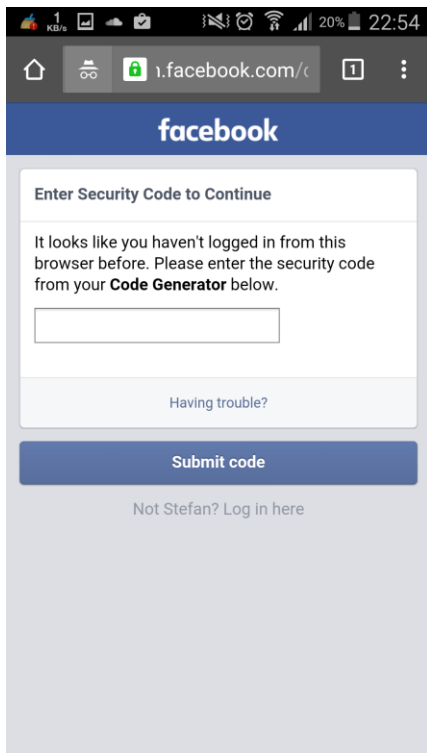 1
KB/s
20% 22:54
n.facebook.com/c
1
facebook
Enter Security Code to Continue
It looks like you haven't logged in from this
browser before. Please enter the security code
from your Code Generator below.
Having trouble?
Submit code
Not Stefan? Log in here